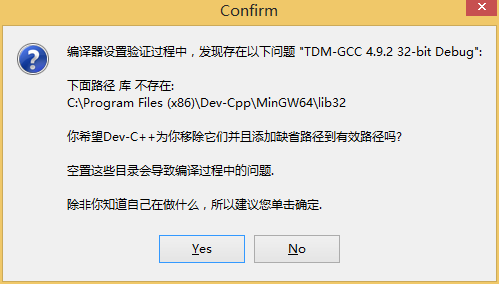 Confirm
编译器设置验证过程中，发现存在以下问题 "TDM-GCC 4.9.2 32-bit Debug":
下面路径 库 不存在:
C:\Program Files (x86)\Dev-Cpp\MinGW64\lib32
你希望Dev-C++为你移除它们并且添加缺省路径到有效路径吗?
空置这些目录会导致编译过程中的问题.
除非你知道自己在做什么，所以建议您单击确定.
Yes
No